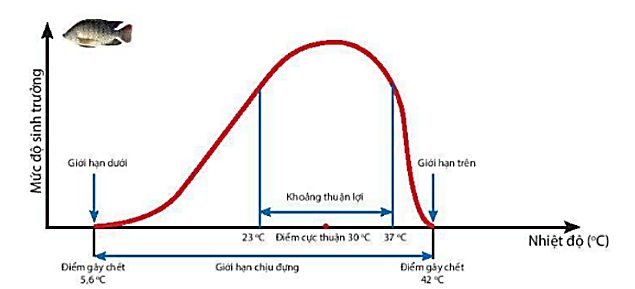 Mức độ sinh trưởng
Giới hạn dưới
Giới hạn trên
Khoảng thuận lợi
23 °C
Điểm cực thuận 30 °C
37 °C
Nhiệt độ (°C)
Điểm gây chết
5,6 °C
Giới hạn chịu đựng
Điểm gây chết
42 °C